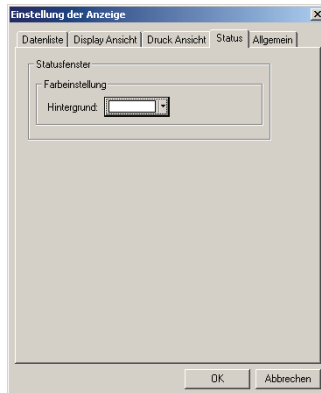 Einstellung der Anzeige
Datenliste Display Ansicht Druck Ansicht Status Allgemein
Statusfenster
Farbeinstellung
Hintergrund:
OK Abbrechen